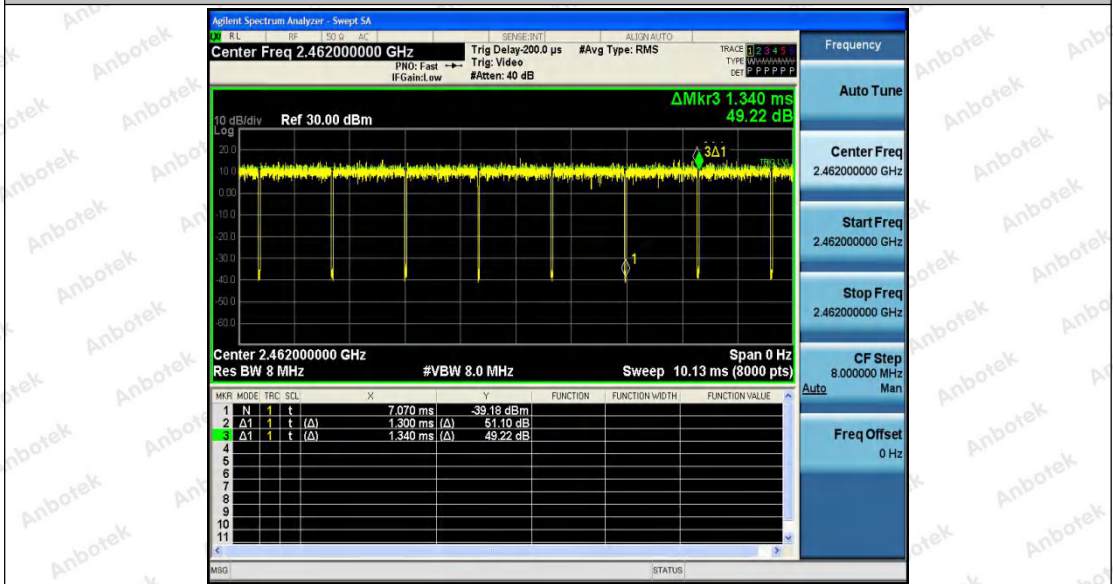 Agilent Spectrum Analyzer - Swept SA
LXI RL RF 50 Ω AC SENSE:INT ALIGN AUTO
Center Freq 2.462000000 GHz
PNO: Fast
IFGain:Low
Trig Delay-200.0 µs
Trig: Video
#Atten: 40 dB
#Avg Type: RMS
TRACE 1 2 3 4 5 6
TYPE
DET P P P P P P
ΔMkr3 1.340 ms
49.22 dB
10 dB/div Ref 30.00 dBm
Log
20.0
10.0
0.00
-10.0
-20.0
-30.0
-40.0
-50.0
-60.0
3Δ1
TRIG LVL
1
Center 2.462000000 GHz Span 0 Hz
Res BW 8 MHz #VBW 8.0 MHz Sweep 10.13 ms (8000 pts)
MKR MODE TRC SCL X Y FUNCTION FUNCTION WIDTH FUNCTION VALUE
1 N 1 t 7.070 ms -39.18 dBm
2 Δ1 1 t (Δ) 1.300 ms (Δ) 51.10 dB
3 Δ1 1 t (Δ) 1.340 ms (Δ) 49.22 dB
4
5
6
7
8
9
10
11
MSG STATUS
Frequency
Auto Tune
Center Freq
2.462000000 GHz
Start Freq
2.462000000 GHz
Stop Freq
2.462000000 GHz
CF Step
8.000000 MHz
Auto Man
Freq Offset
0 Hz
Anbotek